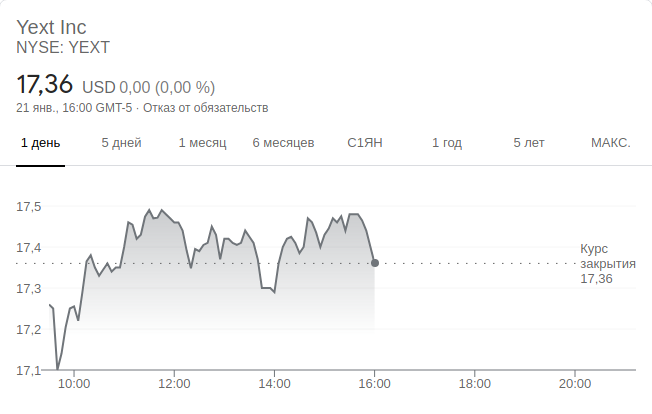 Yext Inc
NYSE: YEXT
17,36 USD 0,00 (0,00 %)
21 янв., 16:00 GMT-5 · Отказ от обязательств
1 день 5 дней 1 месяц 6 месяцев С1ЯН 1 год 5 лет МАКС.
17,5
17,4
Курс
закрытия
17,36
17,3
17,2
17,1
10:00 12:00 14:00 16:00 18:00 20:00